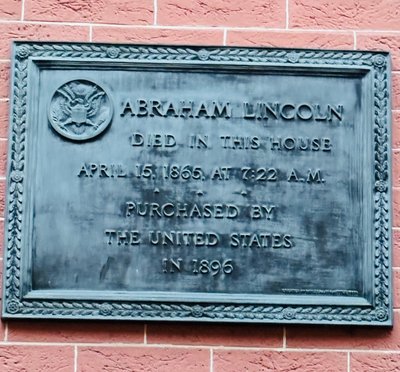 ABRAHAM LINCOLN
DIED IN THIS HOUSE
APRIL 15, 1865, AT 7:22 A.M.
PURCHASED BY
THE UNITED STATES
IN 1896